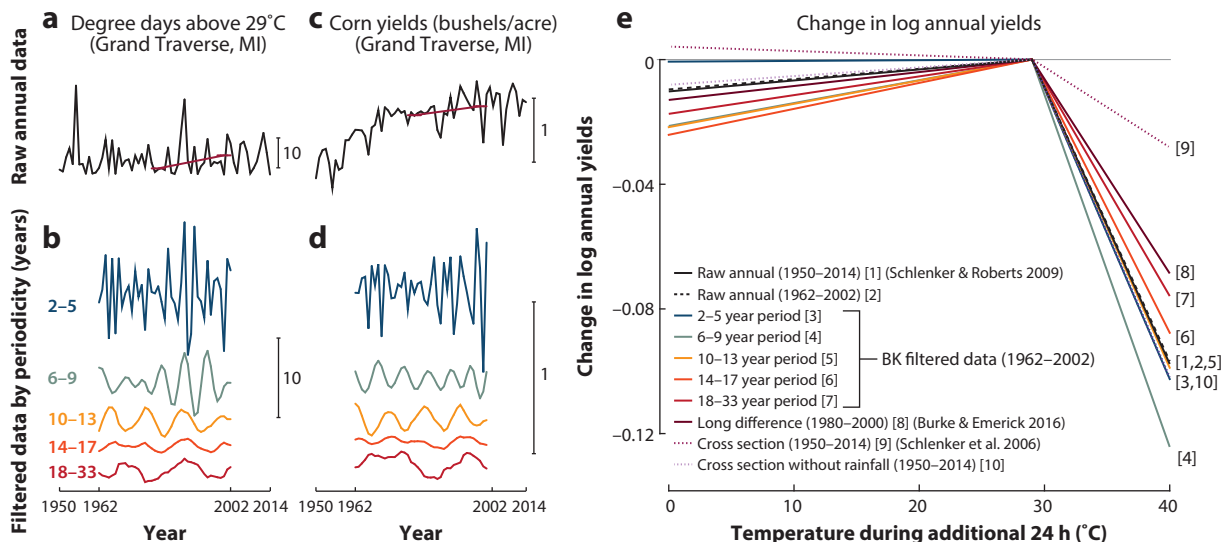 a
Degree days above 29˚C
(Grand Traverse, MI)
Raw annual data
10
b
Filtered data by periodicity (years)
2–5
6–9
10–13
14–17
18–33
10
1950
1962
2002
2014
Year
c
Corn yields (bushels/acre)
(Grand Traverse, MI)
1
d
1
1950
1962
2002
2014
Year
e
Change in log annual yields
Change in log annual yields
0
–0.04
–0.08
–0.12
[9]
[8]
[7]
[6]
[1,2,5]
[3,10]
[4]
Raw annual (1950–2014) [1] (Schlenker & Roberts 2009)
Raw annual (1962–2002) [2]
2–5 year period [3]
6–9 year period [4]
10–13 year period [5]
14–17 year period [6]
18–33 year period [7]
BK filtered data (1962–2002)
Long difference (1980–2000) [8] (Burke & Emerick 2016)
Cross section (1950–2014) [9] (Schlenker et al. 2006)
Cross section without rainfall (1950–2014) [10]
0
10
20
30
40
Temperature during additional 24 h (˚C)